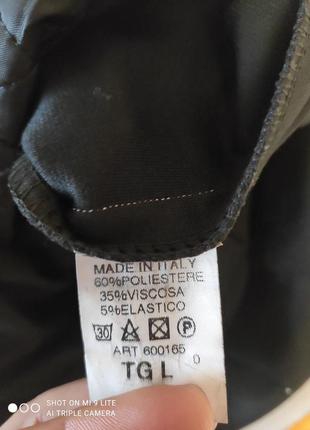 MADE IN ITALY
60%POLIESTERE
35%VISCOSA
5%ELASTICO
30 A P
ART 600165
TG L 0
SHOT ON MI 9 LITE
AI TRIPLE CAMERA